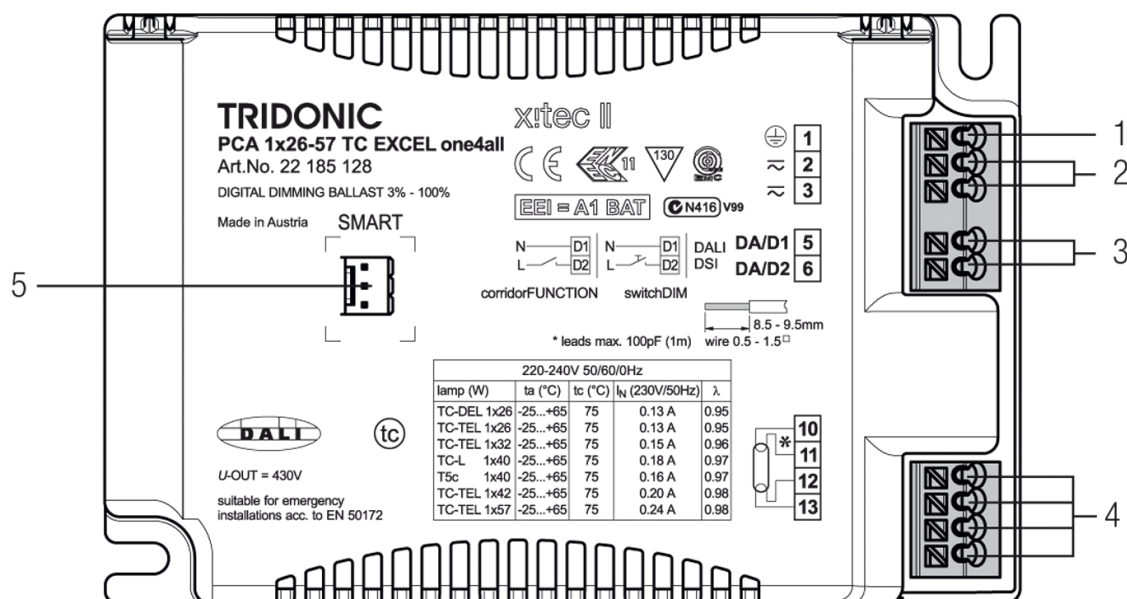 TRIDONIC
PCA 1x26-57 TC EXCEL one4all
Art.No. 22 185 128
DIGITAL DIMMING BALLAST 3% - 100%
Made in Austria
SMART
x!tec II
CE
11
130
EMC
EEI = A1 BAT
N416 V99
1
2
3
N D1
L D2
corridorFUNCTION
N D1
L D2
switchDIM
DALI
DSI
DA/D1 5
DA/D2 6
8.5 - 9.5mm
* leads max. 100pF (1m) wire 0.5 - 1.5□
220-240V 50/60/0Hz
lamp (W) ta (°C) tc (°C) IN (230V/50Hz) λ
TC-DEL 1x26 -25...+65 75 0.13 A 0.95
TC-TEL 1x26 -25...+65 75 0.13 A 0.95
TC-TEL 1x32 -25...+65 75 0.15 A 0.96
TC-L 1x40 -25...+65 75 0.18 A 0.97
T5c 1x40 -25...+65 75 0.16 A 0.97
TC-TEL 1x42 -25...+65 75 0.20 A 0.98
TC-TEL 1x57 -25...+65 75 0.24 A 0.98
DALI
tc
U-OUT = 430V
suitable for emergency
installations acc. to EN 50172
*
10
11
12
13
1
2
3
4
5